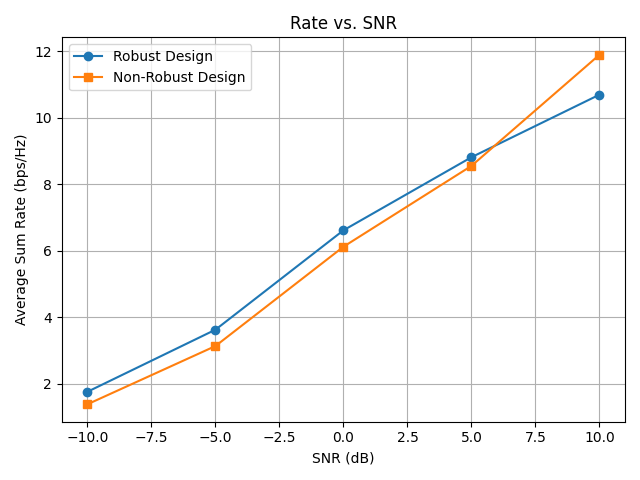 Rate vs. SNR
Robust Design
Non-Robust Design
Average Sum Rate (bps/Hz)
12
10
8
6
4
2
−10.0 −7.5 −5.0 −2.5 0.0 2.5 5.0 7.5 10.0
SNR (dB)